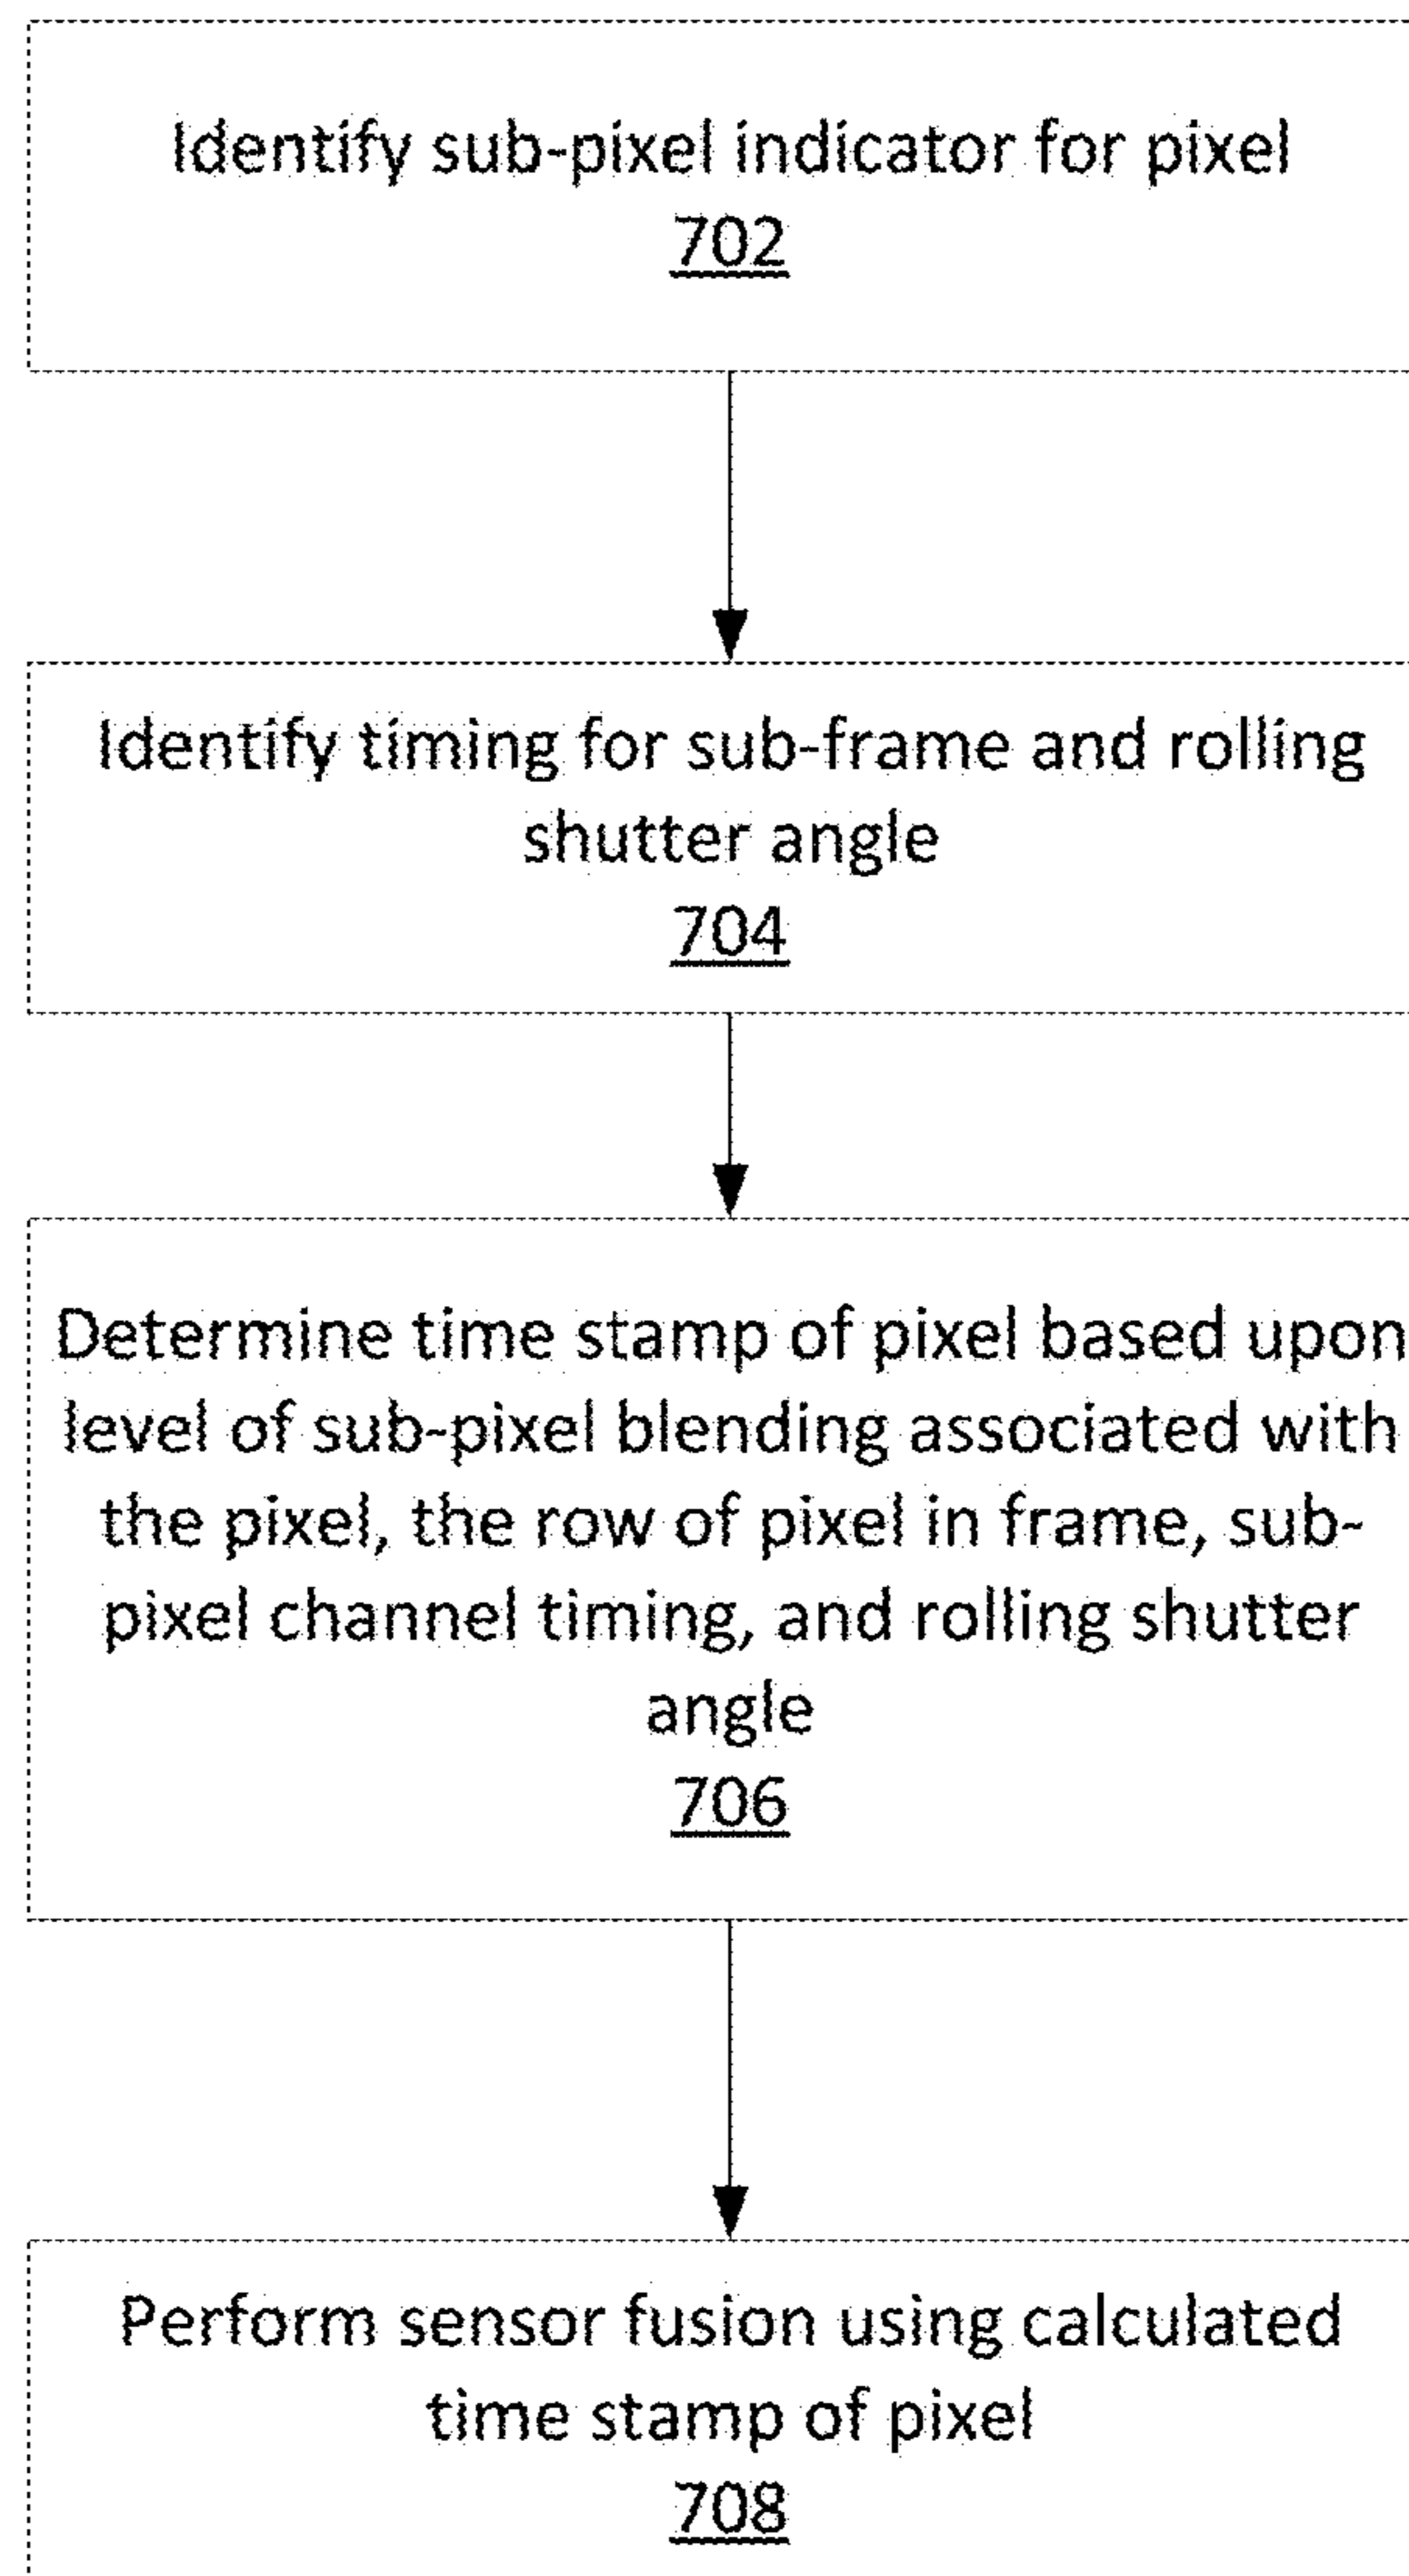 Identify sub-pixel indicator for pixel
702
Identify timing for sub-frame and rolling
shutter angle
704
Determine time stamp of pixel based upon
level of sub-pixel blending associated with
the pixel, the row of pixel in frame, sub-
pixel channel timing, and rolling shutter
angle
706
Perform sensor fusion using calculated
time stamp of pixel
708